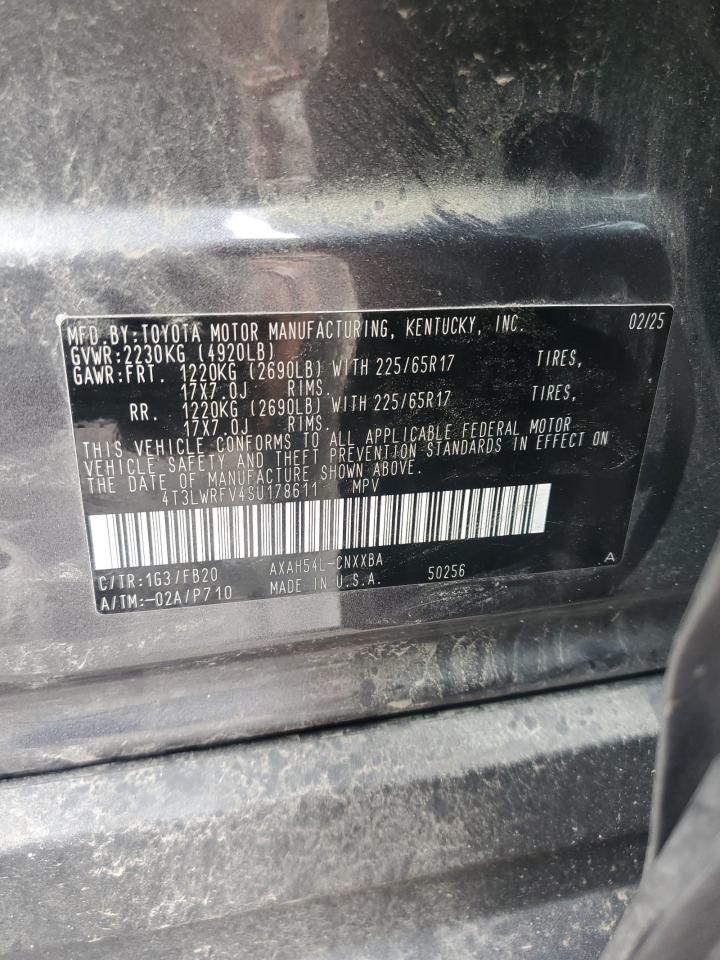 MFD.BY:TOYOTA MOTOR MANUFACTURING, KENTUCKY, INC. 02/25
GVWR:2230KG (4920LB)
GAWR:FRT. 1220KG (2690LB) WITH 225/65R17 TIRES,
17X7.0J RIMS.
RR. 1220KG (2690LB) WITH 225/65R17 TIRES,
17X7.0J RIMS.
THIS VEHICLE CONFORMS TO ALL APPLICABLE FEDERAL MOTOR
VEHICLE SAFETY AND THEFT PREVENTION STANDARDS IN EFFECT ON
THE DATE OF MANUFACTURE SHOWN ABOVE.
4T3LWRFV4SU178611 MPV
C/TR:1G3/FB20 AXAH54L-CNXXBA A
A/TM:-02A/P710 MADE IN U.S.A. 50256